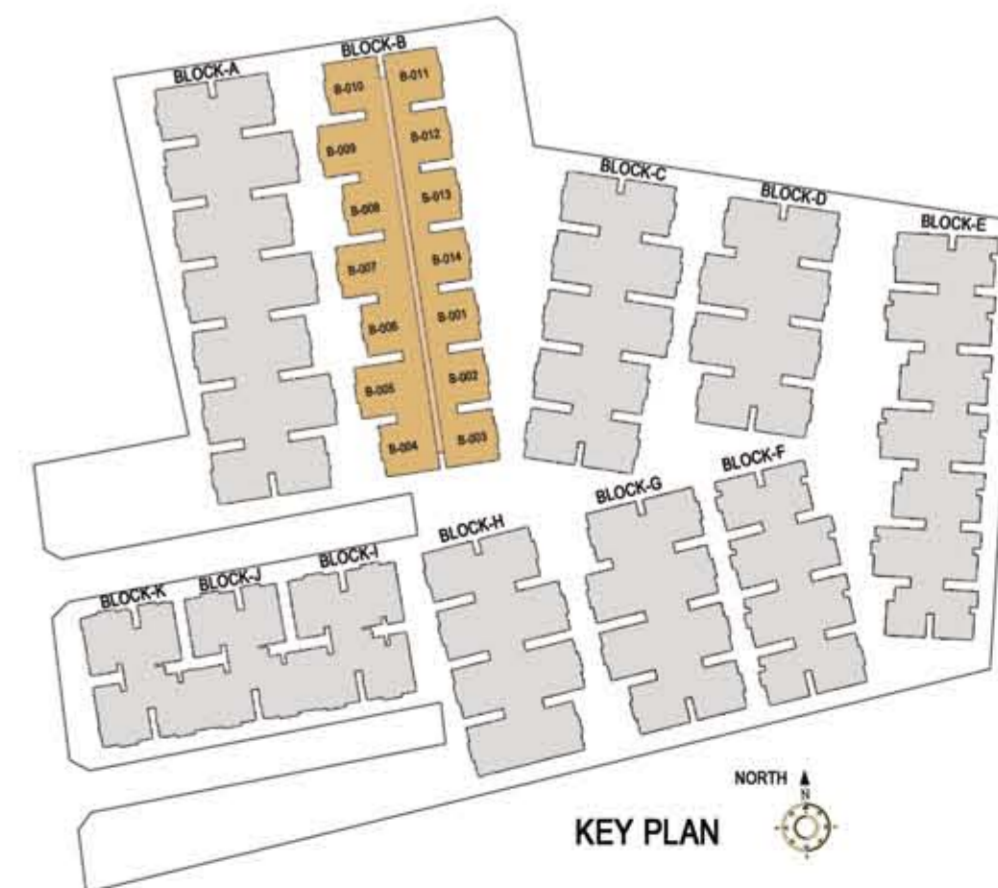 BLOCK-A
BLOCK-B
B-010
B-011
B-009
B-012
B-008
B-013
B-007
B-014
B-006
B-001
B-005
B-002
B-004
B-003
BLOCK-C
BLOCK-D
BLOCK-E
BLOCK-F
BLOCK-G
BLOCK-H
BLOCK-I
BLOCK-J
BLOCK-K
NORTH
N
KEY PLAN